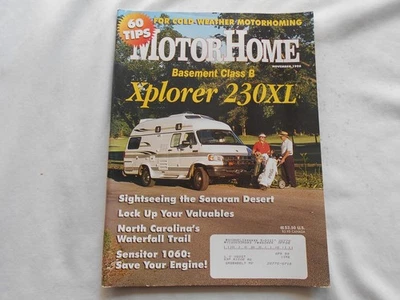 60
TIPS
FOR COLD-WEATHER MOTORHOMING
MOTORHOME
Basement Class B
Xplorer 230XL
Sightseeing the Sonoran Desert
Lock Up Your Valuables
North Carolina's
Waterfall Trail
Sensitor 1060:
Save Your Engine!